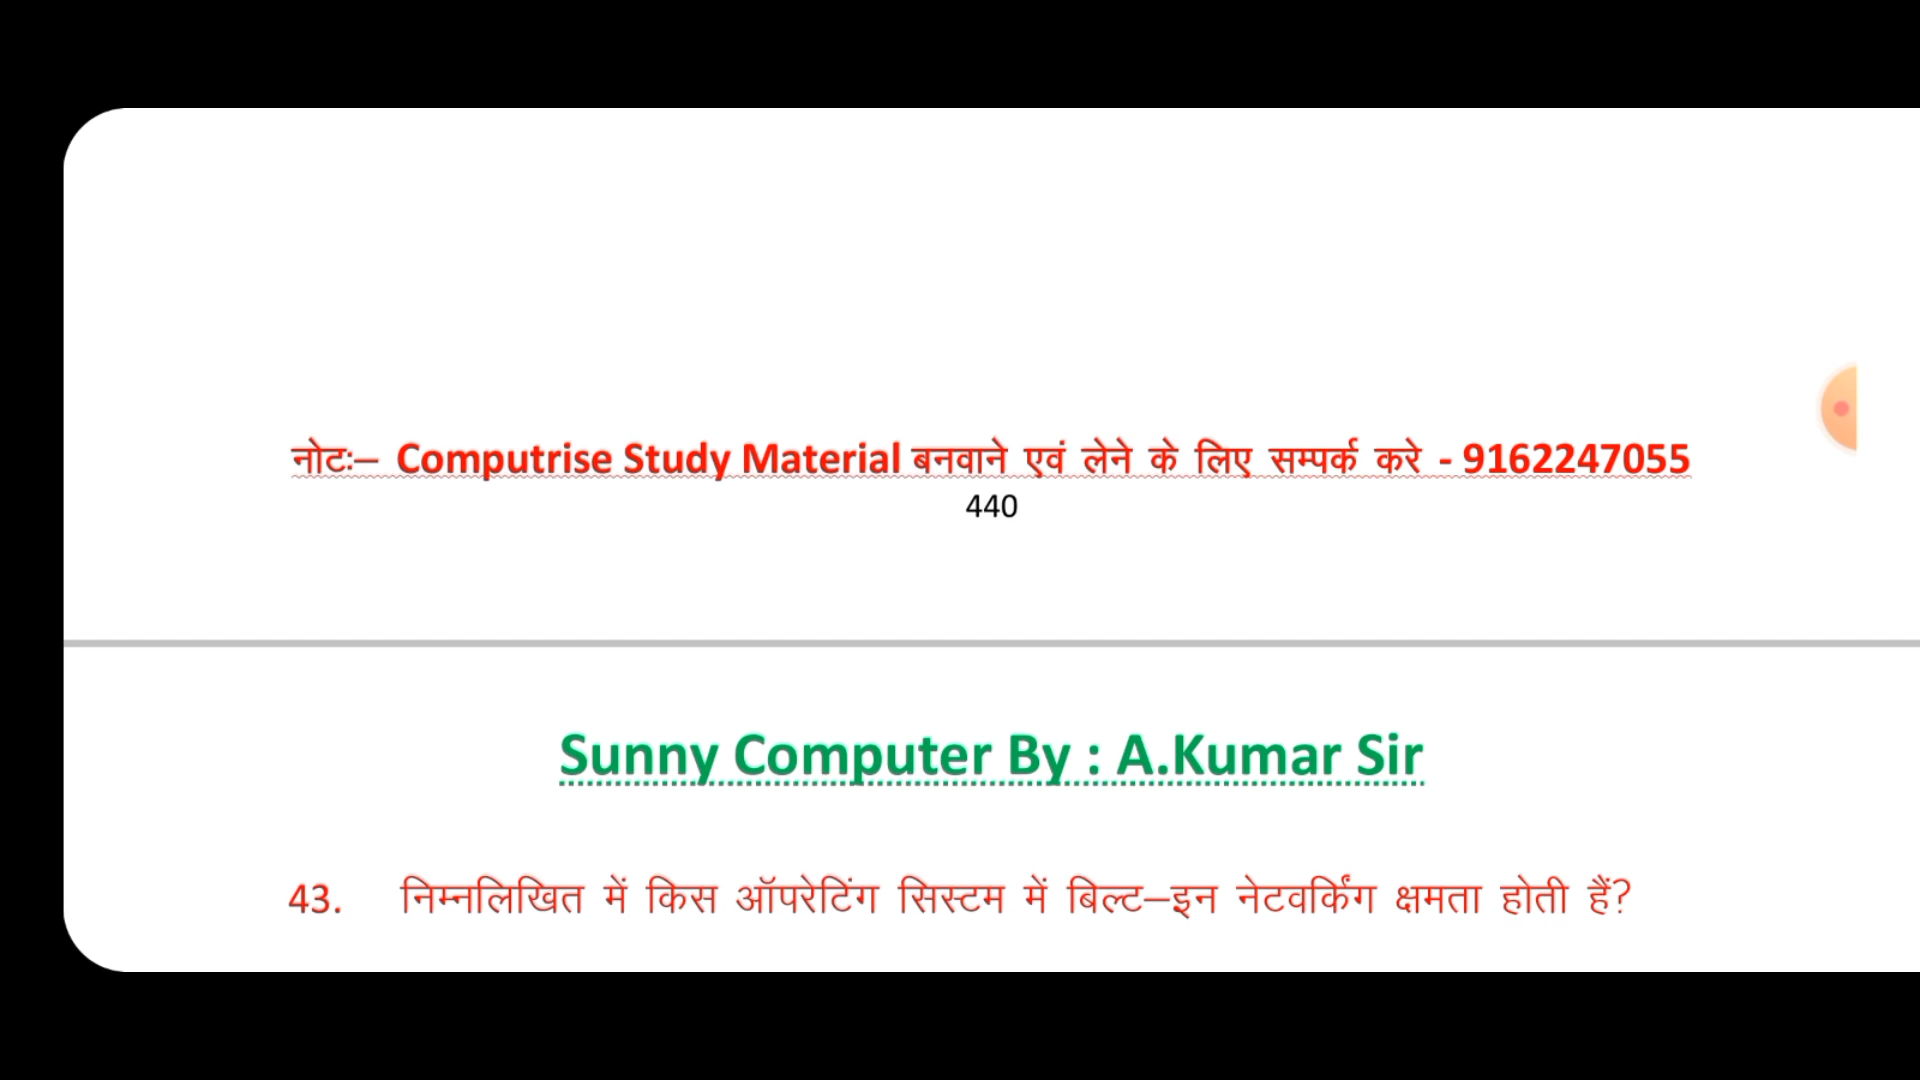 नोटः– Computrise Study Material बनवाने एवं लेने के लिए सम्पर्क करे - 9162247055
440
Sunny Computer By : A.Kumar Sir
43. निम्नलिखित में किस ऑपरेटिंग सिस्टम में बिल्ट–इन नेटवर्किंग क्षमता होती हैं?